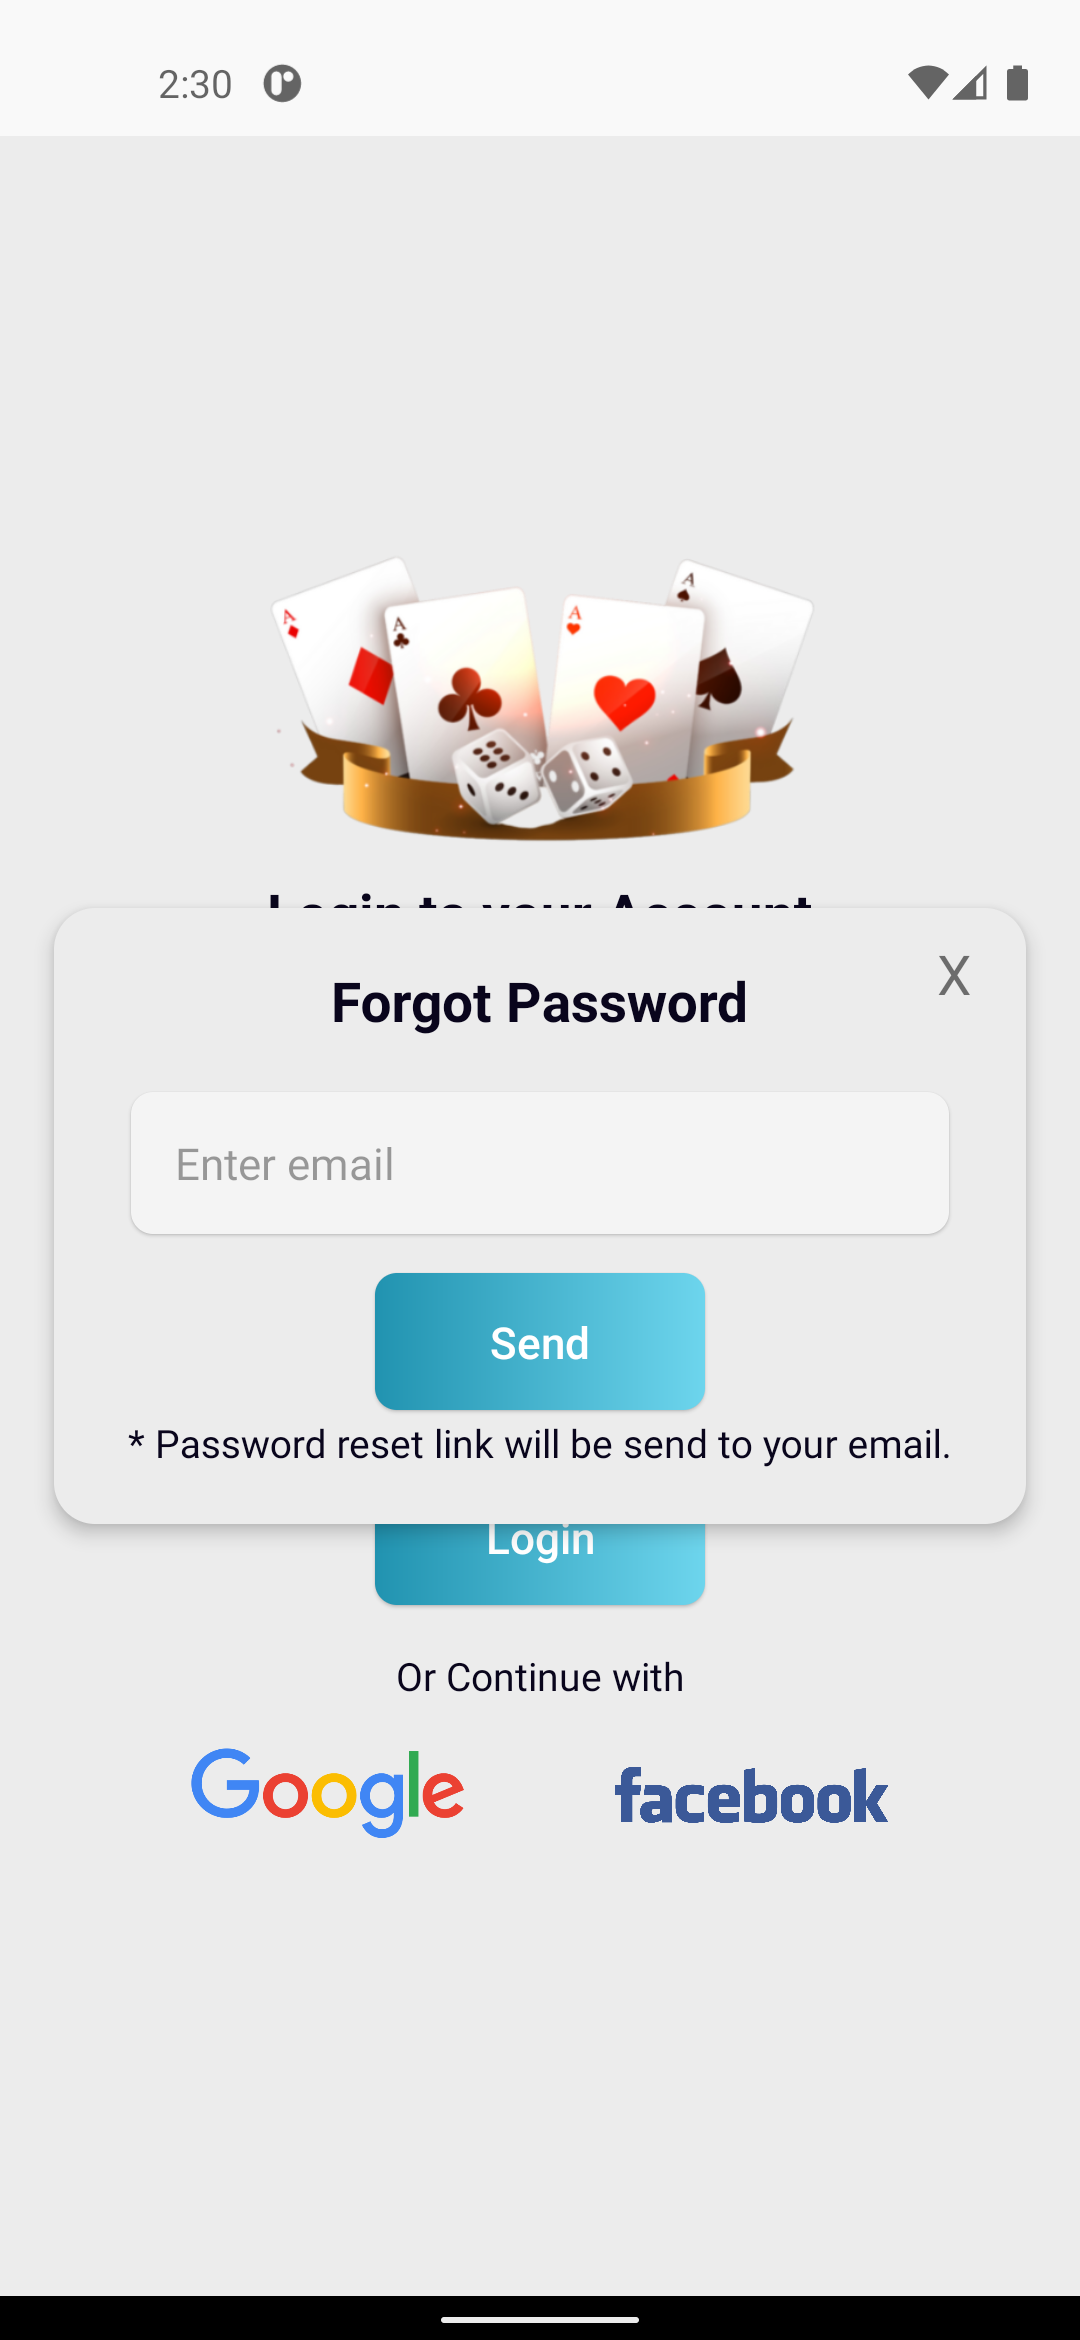 2:30
A
A
A
A
Login to your Account
X
Forgot Password
Enter email
Send
* Password reset link will be send to your email.
Login
Or Continue with
Google
facebook